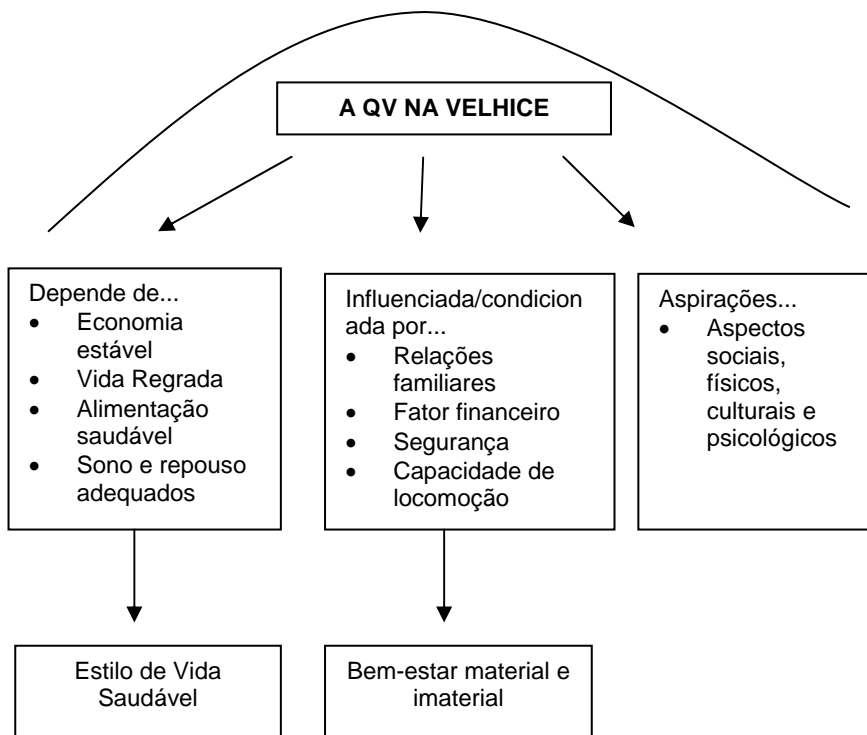 A QV NA VELHICE
Depende de...
• Economia
estável
• Vida Regrada
• Alimentação
saudável
• Sono e repouso
adequados
Influenciada/condicion
ada por...
• Relações
familiares
• Fator financeiro
• Segurança
• Capacidade de
locomoção
Aspirações...
• Aspectos
sociais,
físicos,
culturais e
psicológicos
Estilo de Vida
Saudável
Bem-estar material e
imaterial